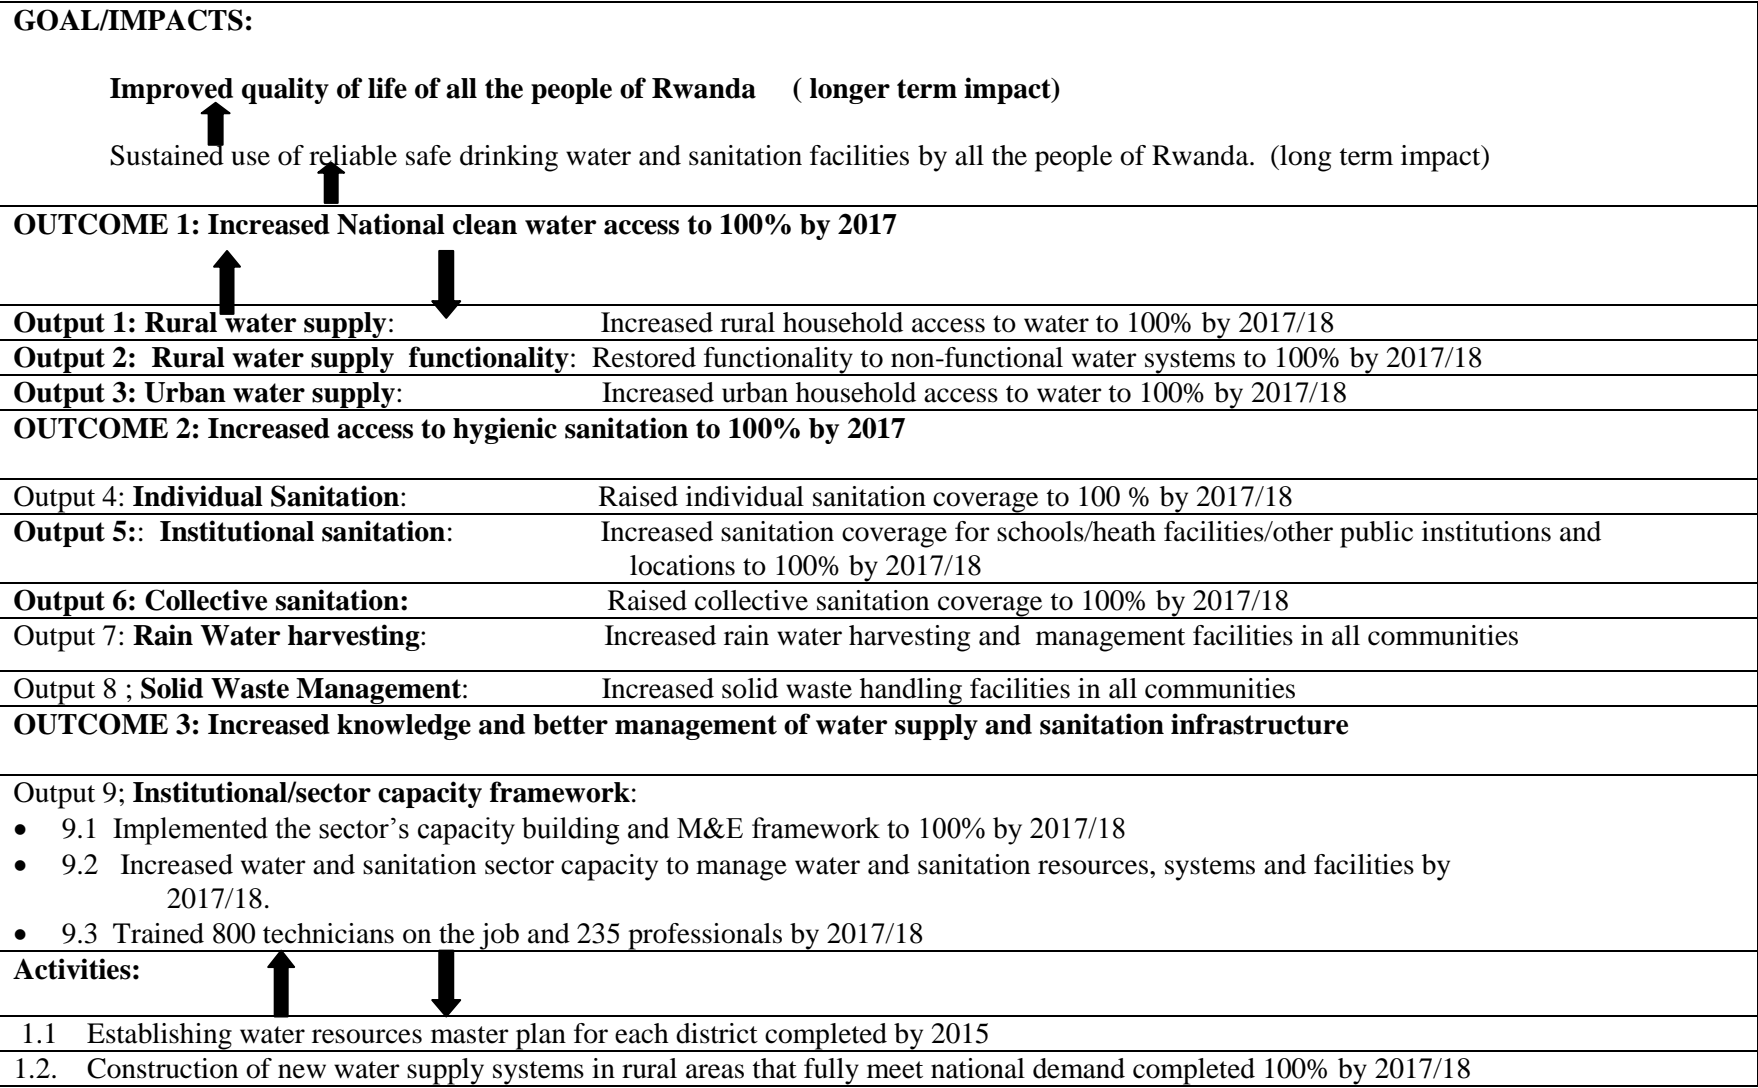 GOAL/IMPACTS:
Improved quality of life of all the people of Rwanda ( longer term impact)
Sustained use of reliable safe drinking water and sanitation facilities by all the people of Rwanda. (long term impact)
OUTCOME 1: Increased National clean water access to 100% by 2017
Output 1: Rural water supply: Increased rural household access to water to 100% by 2017/18
Output 2: Rural water supply functionality: Restored functionality to non-functional water systems to 100% by 2017/18
Output 3: Urban water supply: Increased urban household access to water to 100% by 2017/18
OUTCOME 2: Increased access to hygienic sanitation to 100% by 2017
Output 4: Individual Sanitation: Raised individual sanitation coverage to 100 % by 2017/18
Output 5:: Institutional sanitation: Increased sanitation coverage for schools/heath facilities/other public institutions and
locations to 100% by 2017/18
Output 6: Collective sanitation: Raised collective sanitation coverage to 100% by 2017/18
Output 7: Rain Water harvesting: Increased rain water harvesting and management facilities in all communities
Output 8 ; Solid Waste Management: Increased solid waste handling facilities in all communities
OUTCOME 3: Increased knowledge and better management of water supply and sanitation infrastructure
Output 9; Institutional/sector capacity framework:
• 9.1 Implemented the sector’s capacity building and M&E framework to 100% by 2017/18
• 9.2 Increased water and sanitation sector capacity to manage water and sanitation resources, systems and facilities by
2017/18.
• 9.3 Trained 800 technicians on the job and 235 professionals by 2017/18
Activities:
1.1 Establishing water resources master plan for each district completed by 2015
1.2. Construction of new water supply systems in rural areas that fully meet national demand completed 100% by 2017/18